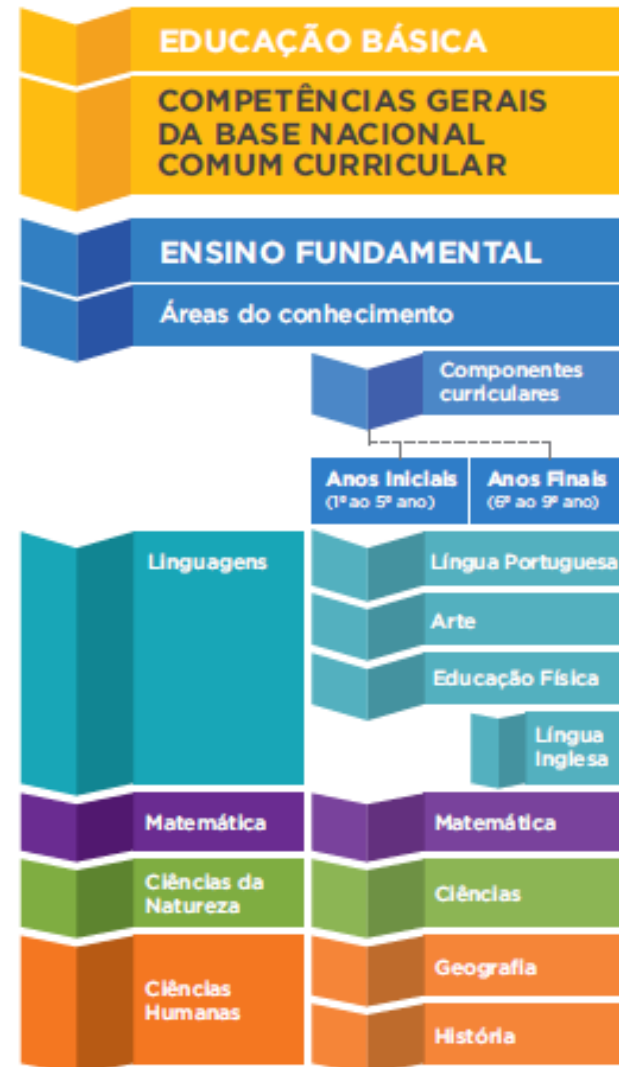 EDUCAÇÃO BÁSICA
COMPETÊNCIAS GERAIS
DA BASE NACIONAL
COMUM CURRICULAR
ENSINO FUNDAMENTAL
Áreas do conhecimento
Componentes
curriculares
Anos Iniciais
(1º ao 5º ano)
Anos Finais
(6º ao 9º ano)
Linguagens
Língua Portuguesa
Arte
Educação Física
Língua
Inglesa
Matemática
Matemática
Ciências da
Natureza
Ciências
Ciências
Humanas
Geografia
História